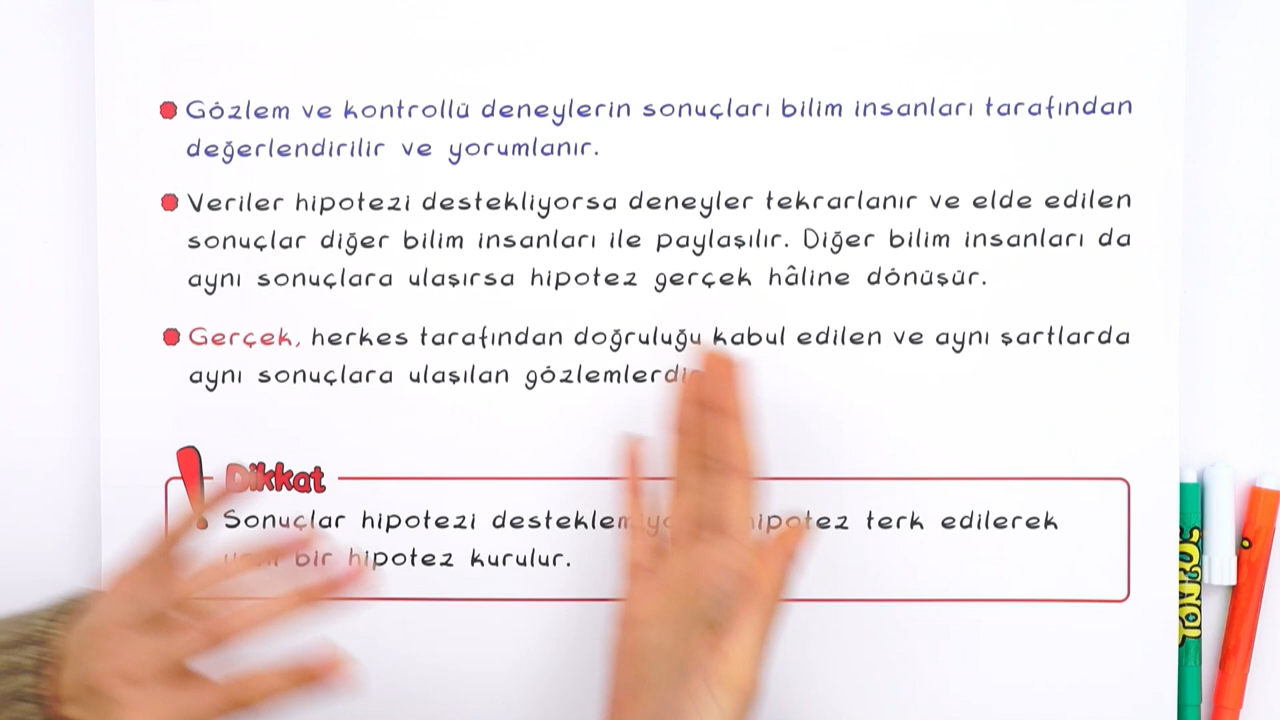 Gözlem ve kontrollü deneylerin sonuçları bilim insanları tarafından
değerlendirilir ve yorumlanır.
Veriler hipotezi destekliyorsa deneyler tekrarlanır ve elde edilen
sonuçlar diğer bilim insanları ile paylaşılır. Diğer bilim insanları da
aynı sonuçlara ulaşırsa hipotez gerçek hâline dönüşür.
Gerçek, herkes tarafından doğruluğu kabul edilen ve aynı şartlarda
aynı sonuçlara ulaşılan gözlemlerdir
! Dikkat
Sonuçlar hipotezi hipotez terk edilerek
bir hipotez kurulur.